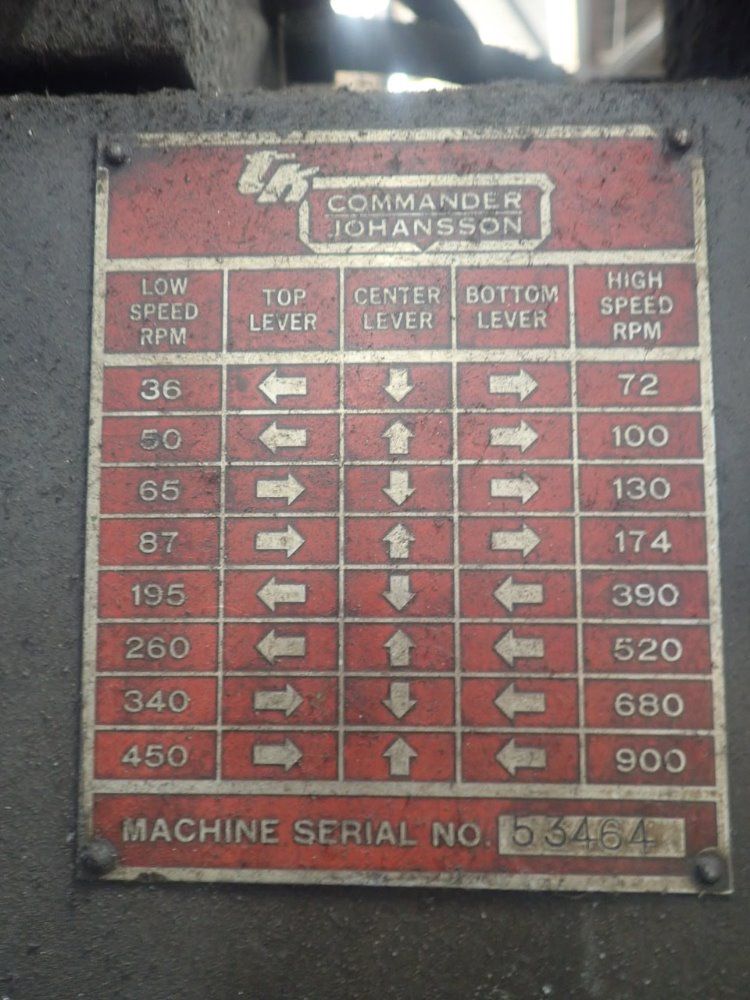 COMMANDER
JOHANSSON
LOW SPEED RPM TOP LEVER CENTER LEVER BOTTOM LEVER HIGH SPEED RPM
36 ← ↓ → 72
50 ← ↑ → 100
65 → ↓ → 130
87 → ↑ → 174
195 ← ↓ ← 390
260 ← ↑ ← 520
340 → ↓ ← 680
450 → ↑ ← 900
MACHINE SERIAL NO. 53464